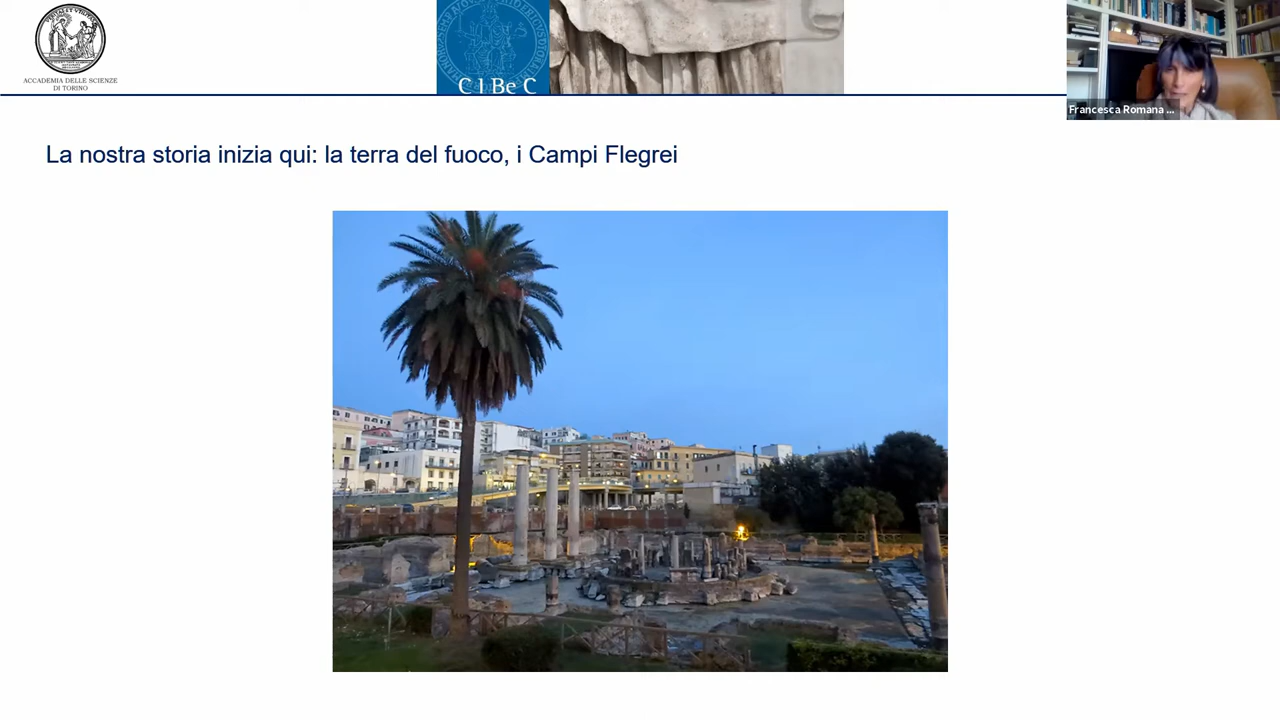 ACCADEMIA DELLE SCIENZE
DI TORINO
C I Be C
Francesca Romana ...
La nostra storia inizia qui: la terra del fuoco, i Campi Flegrei